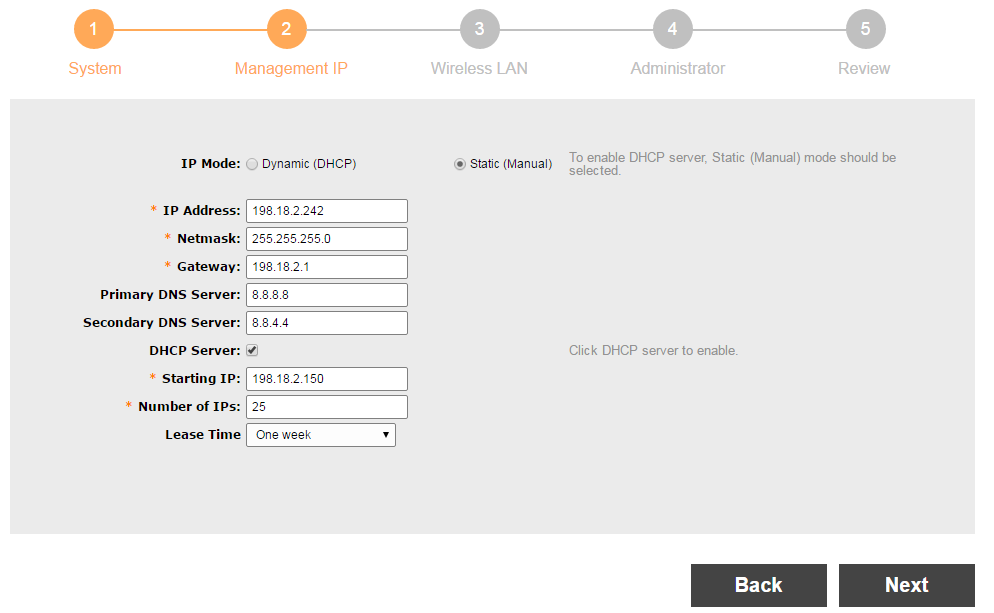 1 2 3 4 5
System Management IP Wireless LAN Administrator Review
IP Mode: Dynamic (DHCP) Static (Manual) To enable DHCP server, Static (Manual) mode should be
selected.
* IP Address: 198.18.2.242
* Netmask: 255.255.255.0
* Gateway: 198.18.2.1
Primary DNS Server: 8.8.8.8
Secondary DNS Server: 8.8.4.4
DHCP Server: Click DHCP server to enable.
* Starting IP: 198.18.2.150
* Number of IPs: 25
Lease Time One week
Back Next